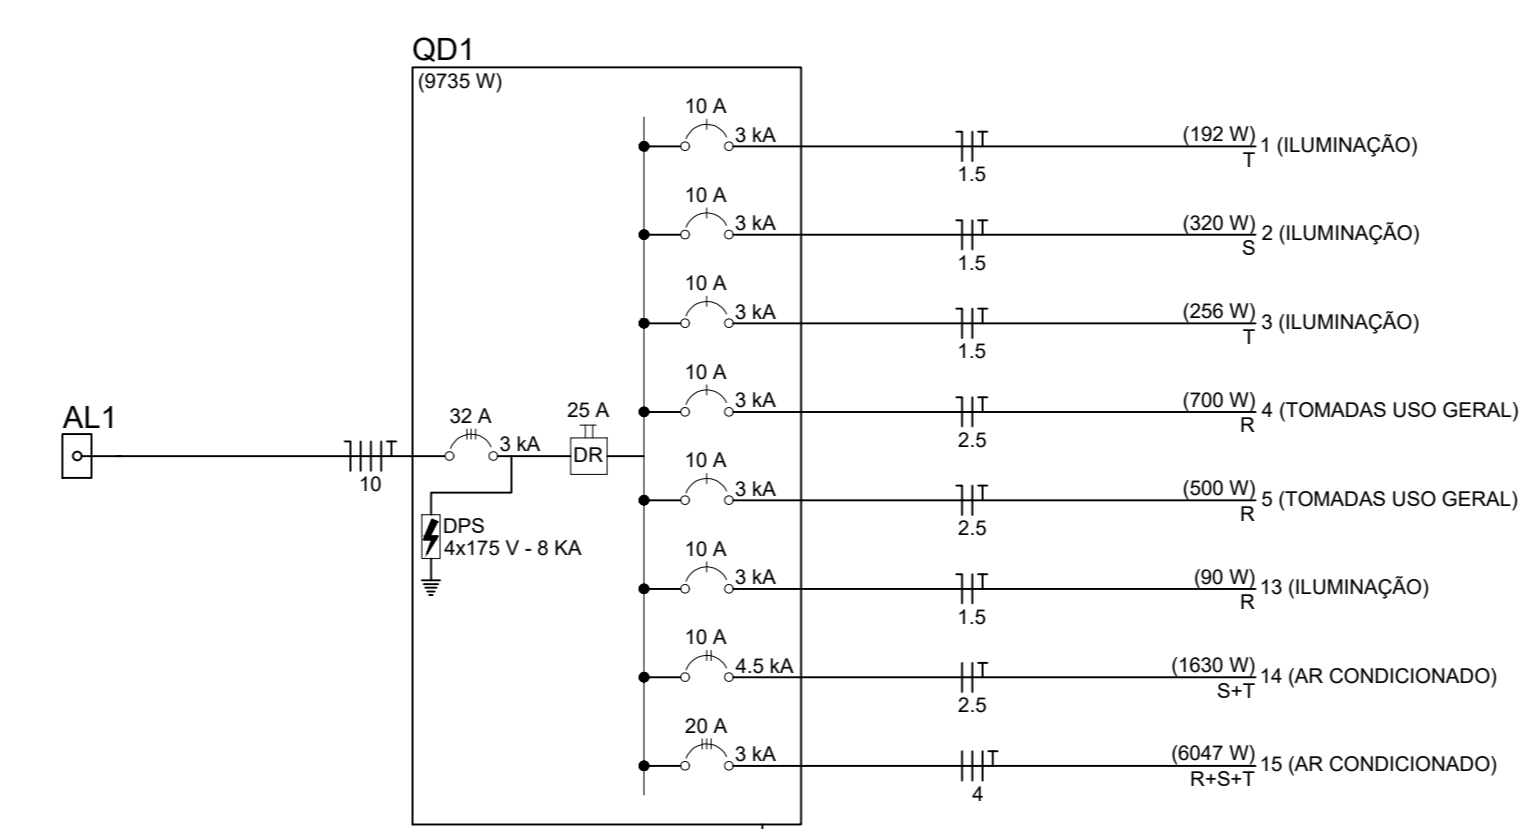 QD1
(9735 W)
10 A
3 kA
T
1.5
(192 W)
T
1 (ILUMINAÇÃO)
10 A
3 kA
T
1.5
(320 W)
S
2 (ILUMINAÇÃO)
10 A
3 kA
T
1.5
(256 W)
T
3 (ILUMINAÇÃO)
10 A
3 kA
T
2.5
(700 W)
R
4 (TOMADAS USO GERAL)
AL1
T
10
32 A
3 kA
25 A
DR
DPS
4x175 V - 8 KA
10 A
3 kA
T
2.5
(500 W)
R
5 (TOMADAS USO GERAL)
10 A
3 kA
T
1.5
(90 W)
R
13 (ILUMINAÇÃO)
10 A
4.5 kA
T
2.5
(1630 W)
S+T
14 (AR CONDICIONADO)
20 A
3 kA
T
4
(6047 W)
R+S+T
15 (AR CONDICIONADO)